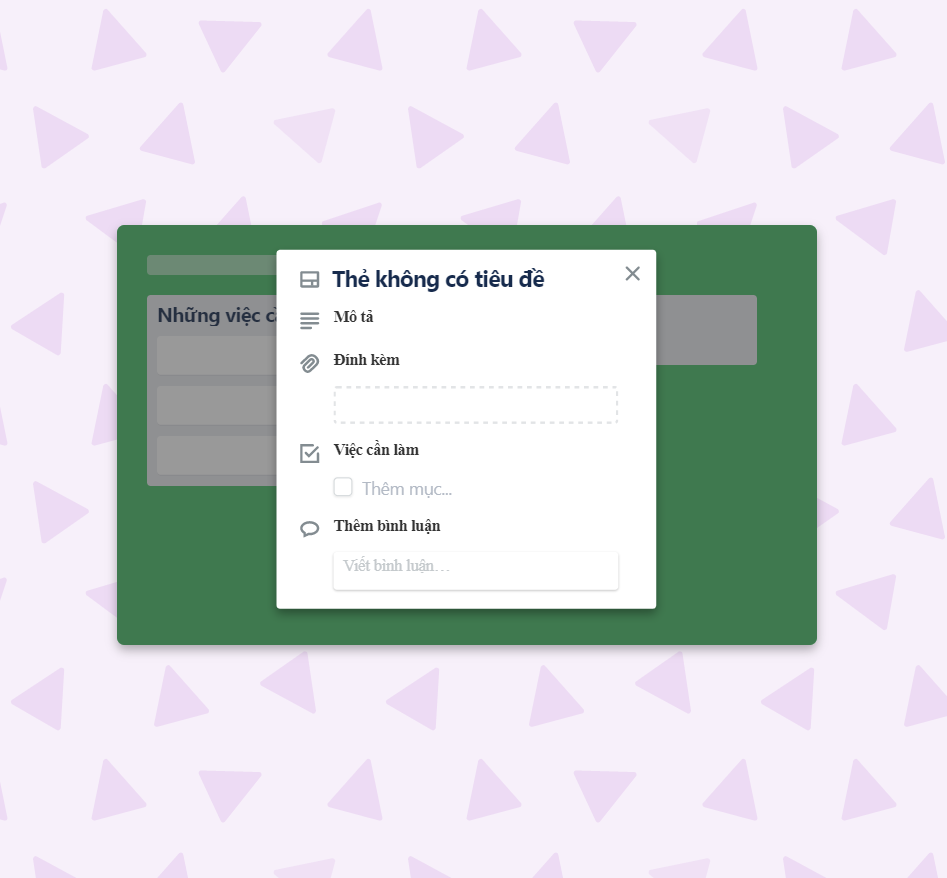 Thẻ không có tiêu đề
Những việc
Mô tả
Đính kèm
Việc cần làm
Thêm mục...
Thêm bình luận
Viết bình luận…